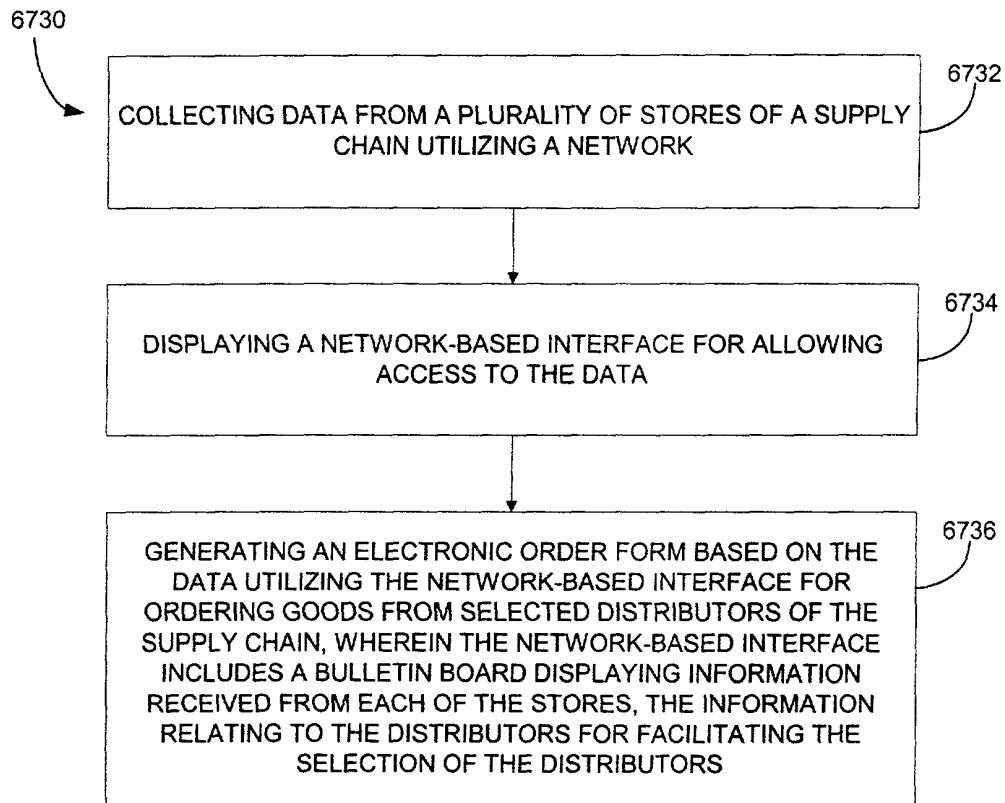 6730
6732
COLLECTING DATA FROM A PLURALITY OF STORES OF A SUPPLY
CHAIN UTILIZING A NETWORK
6734
DISPLAYING A NETWORK-BASED INTERFACE FOR ALLOWING
ACCESS TO THE DATA
6736
GENERATING AN ELECTRONIC ORDER FORM BASED ON THE
DATA UTILIZING THE NETWORK-BASED INTERFACE FOR
ORDERING GOODS FROM SELECTED DISTRIBUTORS OF THE
SUPPLY CHAIN, WHEREIN THE NETWORK-BASED INTERFACE
INCLUDES A BULLETIN BOARD DISPLAYING INFORMATION
RECEIVED FROM EACH OF THE STORES, THE INFORMATION
RELATING TO THE DISTRIBUTORS FOR FACILITATING THE
SELECTION OF THE DISTRIBUTORS